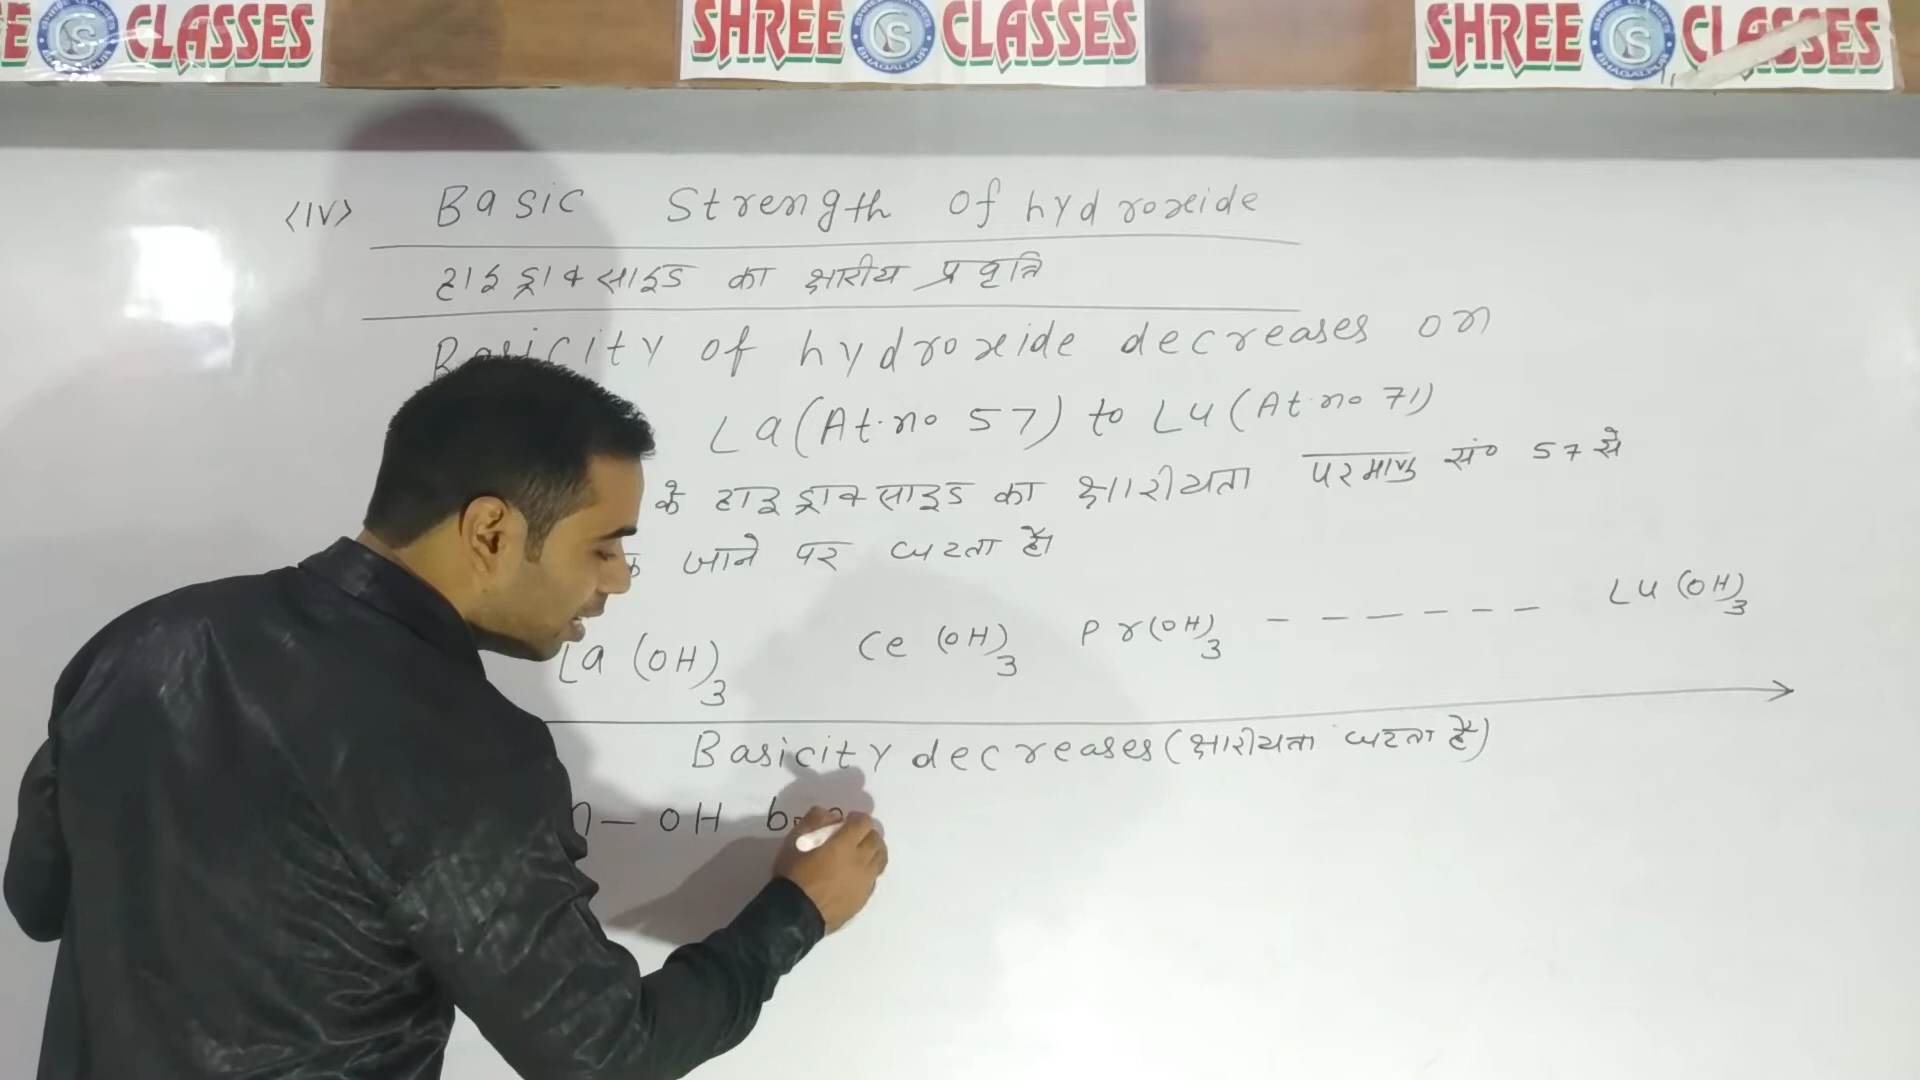 CLASSES SHREE CLASSES SHREE CLASSES
<IV> Basic Strength of hydroxide
हाइड्राक्साइड का क्षारीय प्रवृत्ति
Basicity of hydroxide decreases on
La (At. no 57) to Lu (At. no 71)
के हाइड्राक्साइड का क्षारीयता परमाणु सं० 57 से
जाने पर घटता है।
La (OH)3 Ce (OH)3 Pr(OH)3 - - - - - - Lu (OH)3
Basicity decreases (क्षारीयता घटता है)
— OH